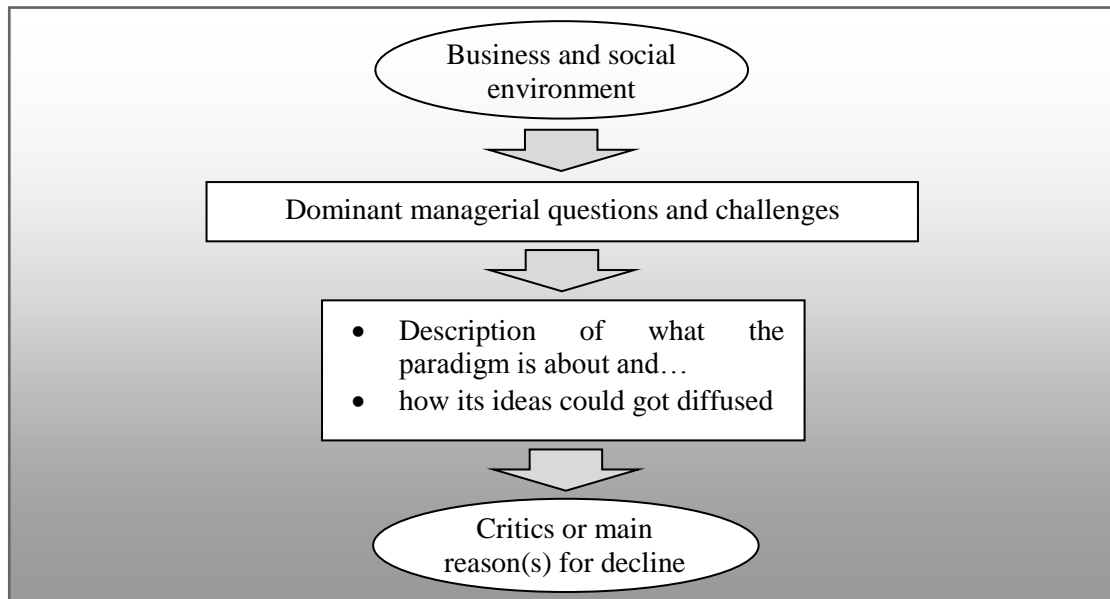 Business and social
environment
Dominant managerial questions and challenges
• Description of what the
paradigm is about and…
• how its ideas could got diffused
Critics or main
reason(s) for decline